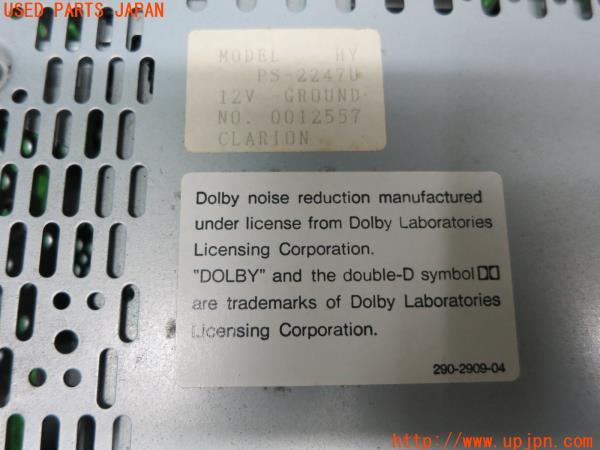 USED PARTS JAPAN
MODEL HY
PS-2247U
12V -GROUND
NO. 0012557
CLARION
Dolby noise reduction manufactured
under license from Dolby Laboratories
Licensing Corporation.
"DOLBY" and the double-D symbol
are trademarks of Dolby Laboratories
Licensing Corporation.
290-2909-04
http://www.upjpn.com/